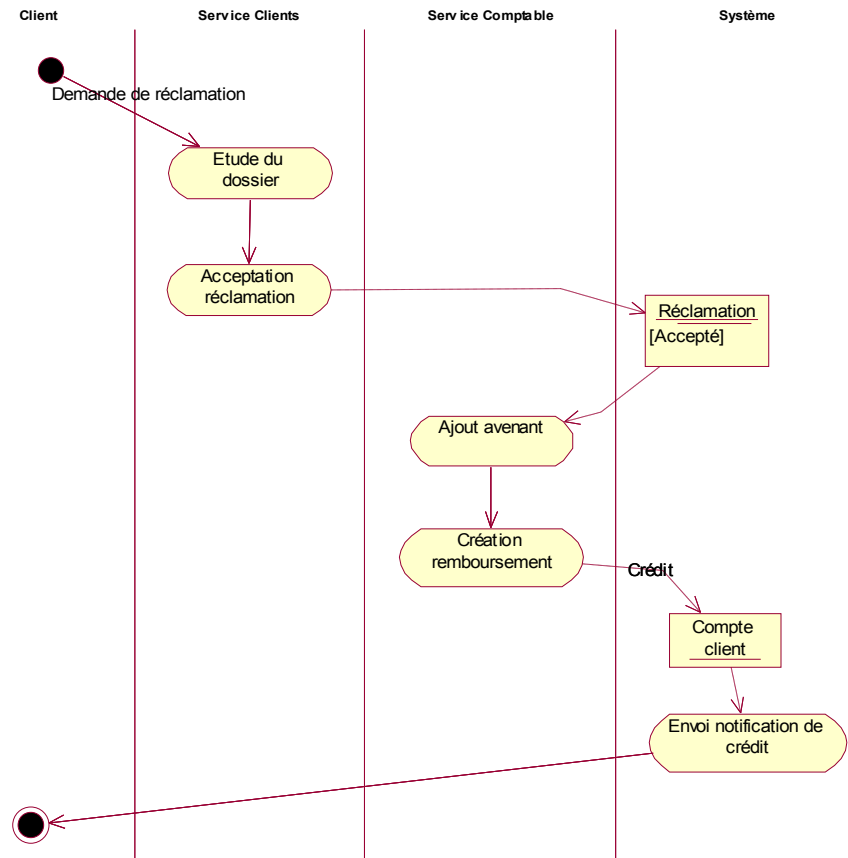 Client
Service Clients
Service Comptable
Système
Demande de réclamation
Etude du
dossier
Acceptation
réclamation
Réclamation
[Accepté]
Ajout avenant
Création
remboursement
Crédit
Compte
client
Envoi notification de
crédit